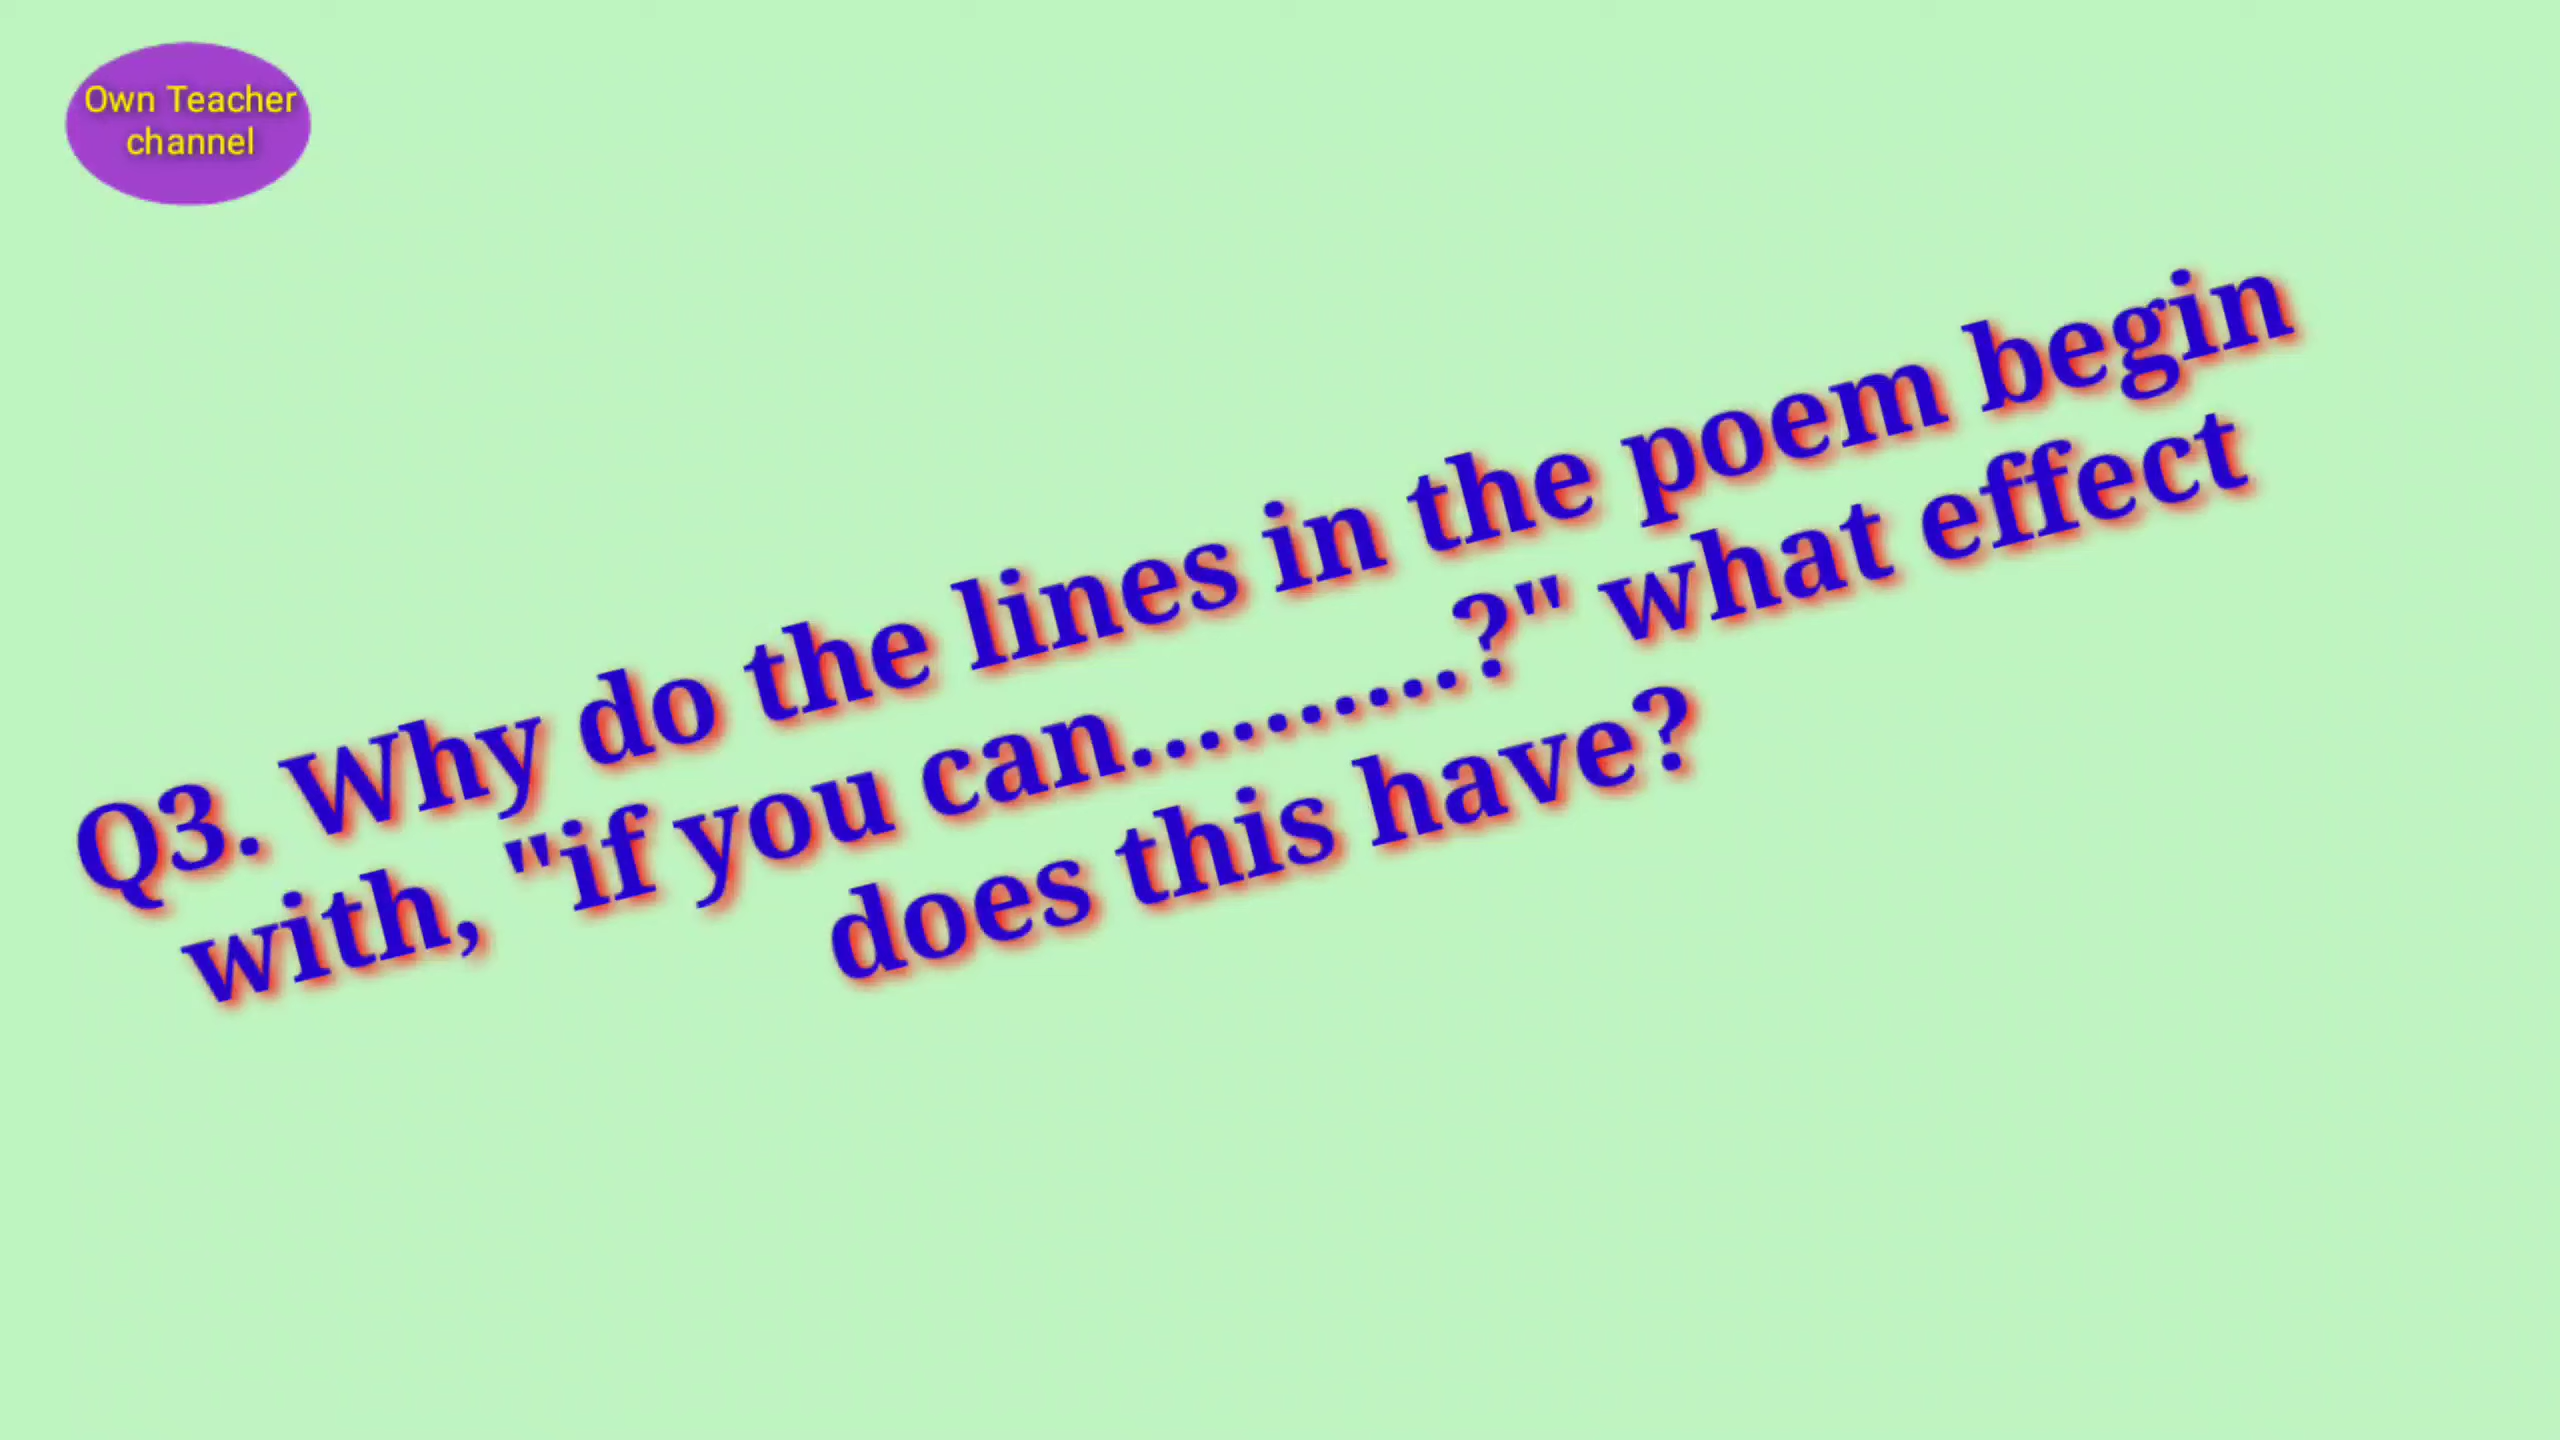 Own Teacher
channel
Q3. Why do the lines in the poem begin
with, "if you can...........?" what effect
does this have?